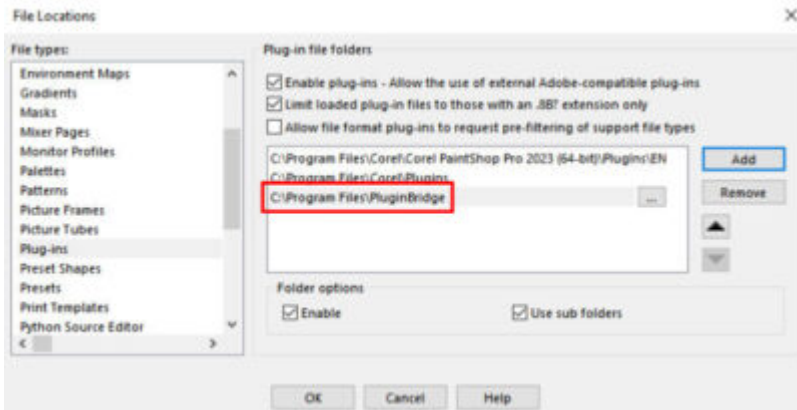 File Locations
File types:
Environment Maps
Gradients
Masks
Mixer Pages
Monitor Profiles
Palettes
Patterns
Picture Frames
Picture Tubes
Plug-ins
Preset Shapes
Presets
Print Templates
Python Source Editor
Plug-in file folders
Enable plug-ins - Allow the use of external Adobe-compatible plug-ins
Limit loaded plug-in files to those with an .8B? extension only
Allow file format plug-ins to request pre-filtering of support file types
C:\Program Files\Corel\Corel PaintShop Pro 2023 (64-bit)\Plugins\EN
C:\Program Files\Corel\Plugins
C:\Program Files\PluginBridge
...
Add
Remove
Folder options
Enable
Use sub folders
OK
Cancel
Help